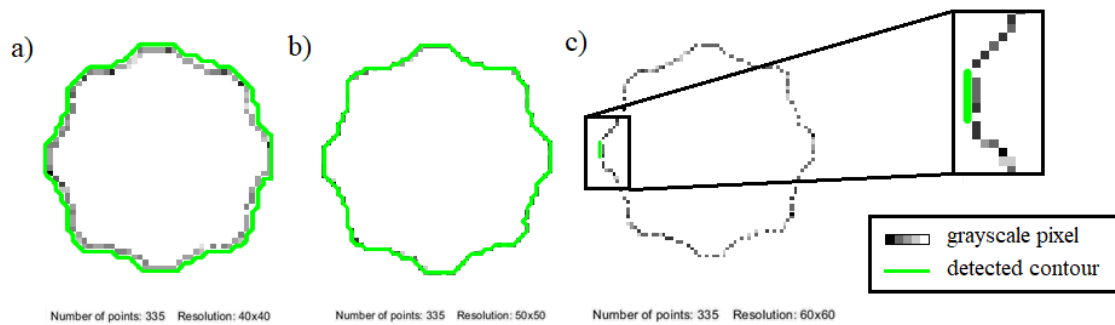 a)
b)
c)
grayscale pixel
detected contour
Number of points: 335 Resolution: 40x40
Number of points: 335 Resolution: 50x50
Number of points: 335 Resolution: 60x60